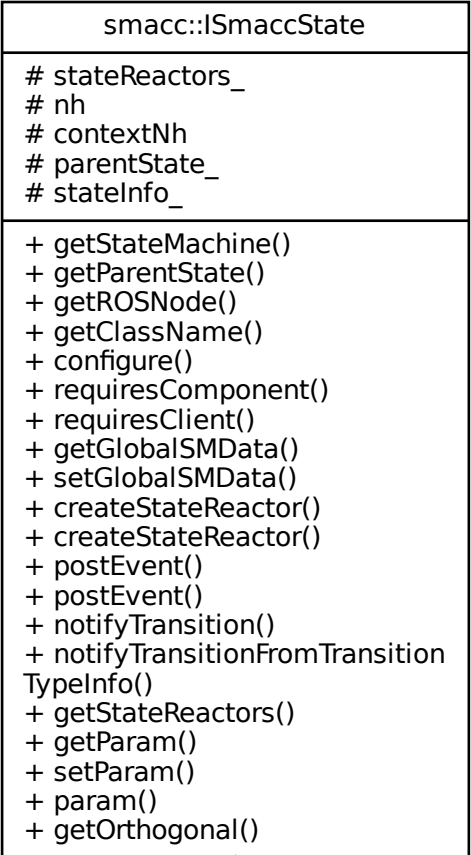 smacc::ISmaccState
# stateReactors_
# nh
# contextNh
# parentState_
# stateInfo_
+ getStateMachine()
+ getParentState()
+ getROSNode()
+ getClassName()
+ configure()
+ requiresComponent()
+ requiresClient()
+ getGlobalSMData()
+ setGlobalSMData()
+ createStateReactor()
+ createStateReactor()
+ postEvent()
+ postEvent()
+ notifyTransition()
+ notifyTransitionFromTransition
TypeInfo()
+ getStateReactors()
+ getParam()
+ setParam()
+ param()
+ getOrthogonal()